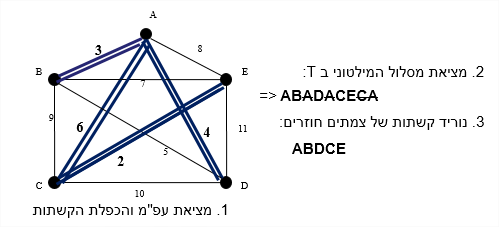 A
3
8
B
7
E
9
6
4
11
2
5
C
10
D
1. מציאת עפ"מ והכפלת הקשתות
2. מציאת מסלול המילטוני ב T:
=> ABADACECA
3. נוריד קשתות של צמתים חוזרים:
ABDCE